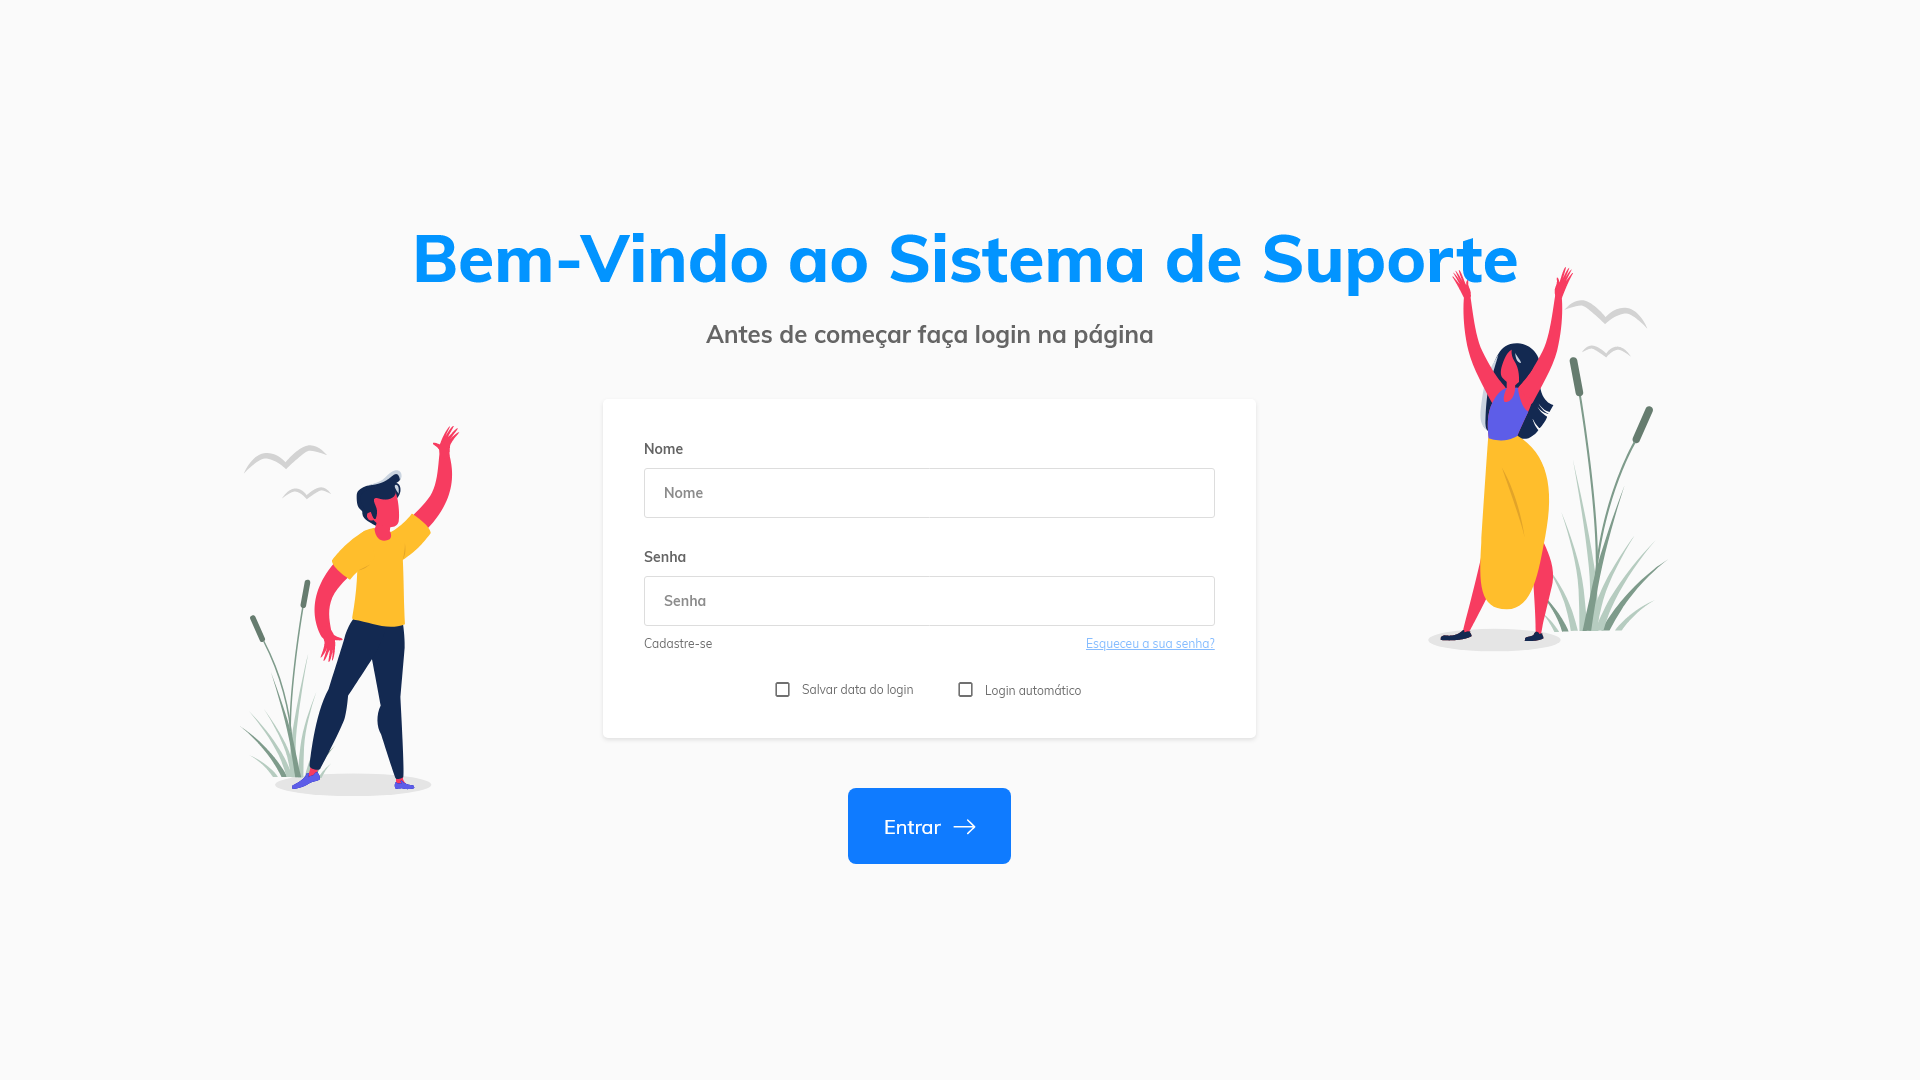 Bem-Vindo ao Sistema de Suporte
Antes de começar faça login na página
Nome
Nome
Senha
Senha
Cadastre-se
Esqueceu a sua senha?
Salvar data do login
Login automático
Entrar